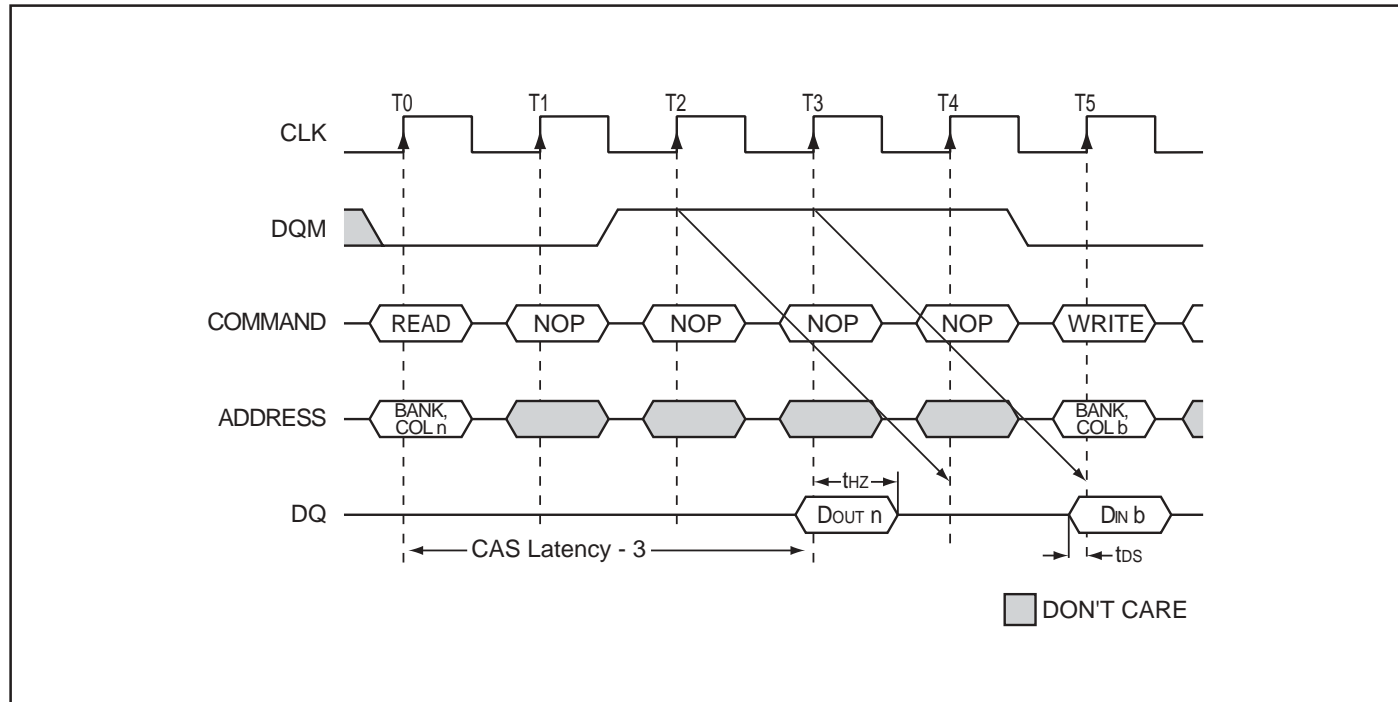 T0 T1 T2 T3 T4 T5
CLK
DQM
COMMAND READ NOP NOP NOP NOP WRITE
ADDRESS BANK, COL n BANK, COL b
tHZ
DQ DOUT n DIN b
CAS Latency - 3 tDS
DON'T CARE